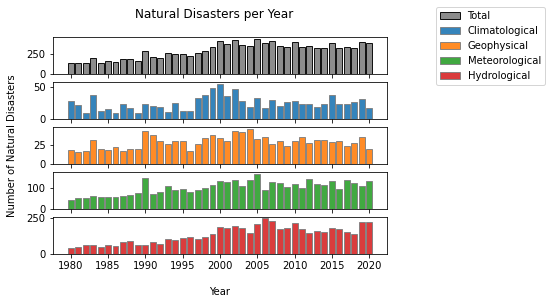 Natural Disasters per Year
Total
Climatological
Geophysical
Meteorological
Hydrological
Number of Natural Disasters
250
0
50
0
25
0
100
0
250
0
1980 1985 1990 1995 2000 2005 2010 2015 2020
Year